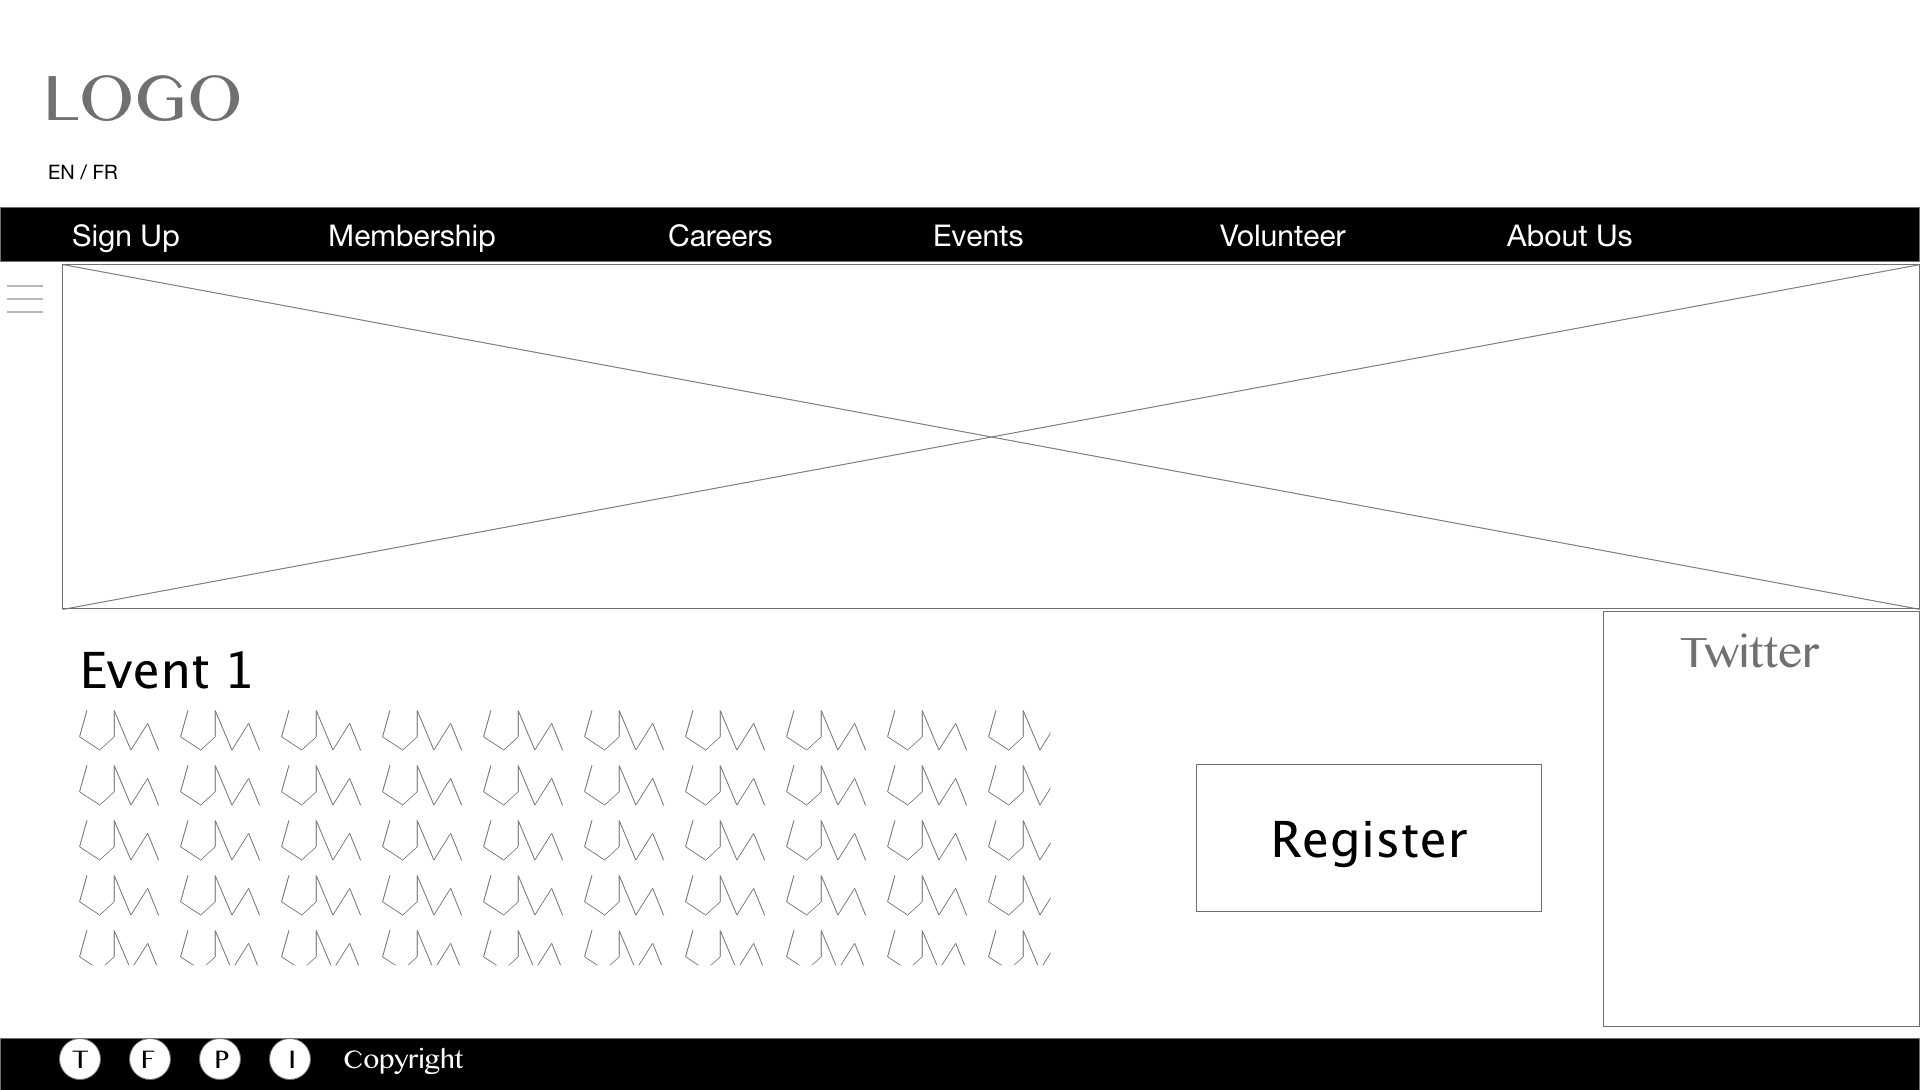 LOGO
EN / FR
Sign Up Membership Careers Events Volunteer About Us
Twitter
Event 1
Register
T F P I Copyright